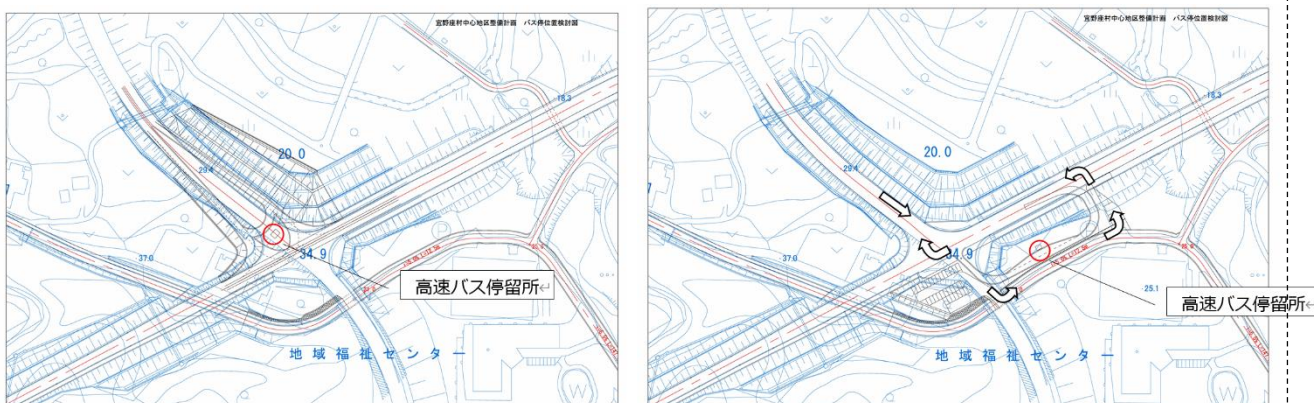 宜野座村中心地区整備計画 バス停位置検討図
18.3
20.0
29.4
37.0
34.9
高速バス停留所
地域福祉センター
宜野座村中心地区整備計画 バス停位置検討図
18.3
20.0
29.4
37.0
34.9
25.1
高速バス停留所
地域福祉センター